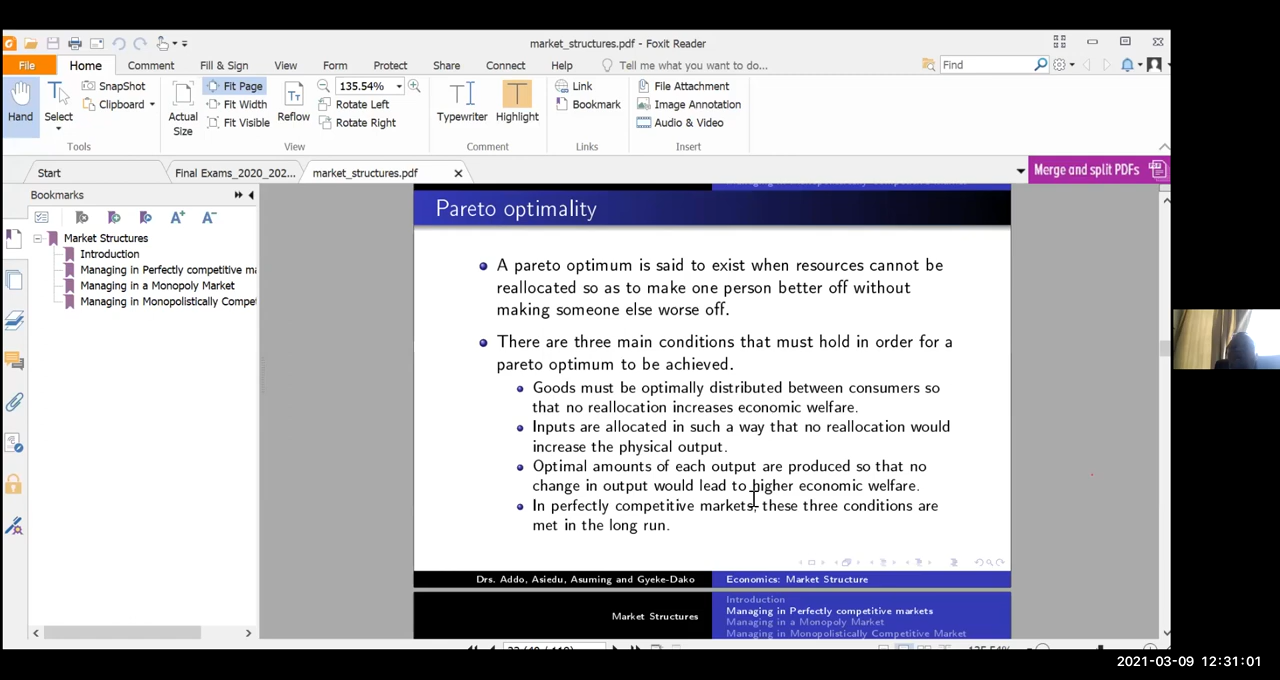 market_structures.pdf - Foxit Reader
File Home Comment Fill & Sign View Form Protect Share Connect Help Tell me what you want to do... Find
SnapShot Fit Page 135.54% Link File Attachment
Clipboard Fit Width Rotate Left Bookmark Image Annotation
Hand Select Actual Size Fit Visible Reflow Rotate Right Typewriter Highlight Audio & Video
Tools View Comment Links Insert
Start Final Exams_2020_202... market_structures.pdf Merge and split PDFs
Bookmarks
Market Structures
Introduction
Managing in Perfectly competitive ma
Managing in a Monopoly Market
Managing in Monopolistically Compet
Pareto optimality
A pareto optimum is said to exist when resources cannot be
reallocated so as to make one person better off without
making someone else worse off.
There are three main conditions that must hold in order for a
pareto optimum to be achieved.
Goods must be optimally distributed between consumers so
that no reallocation increases economic welfare.
Inputs are allocated in such a way that no reallocation would
increase the physical output.
Optimal amounts of each output are produced so that no
change in output would lead to higher economic welfare.
In perfectly competitive markets, these three conditions are
met in the long run.
Drs. Addo, Asiedu, Asuming and Gyeke-Dako Economics: Market Structure
Market Structures
Introduction
Managing in Perfectly competitive markets
Managing in a Monopoly Market
Managing in Monopolistically Competitive Market
2021-03-09 12:31:01